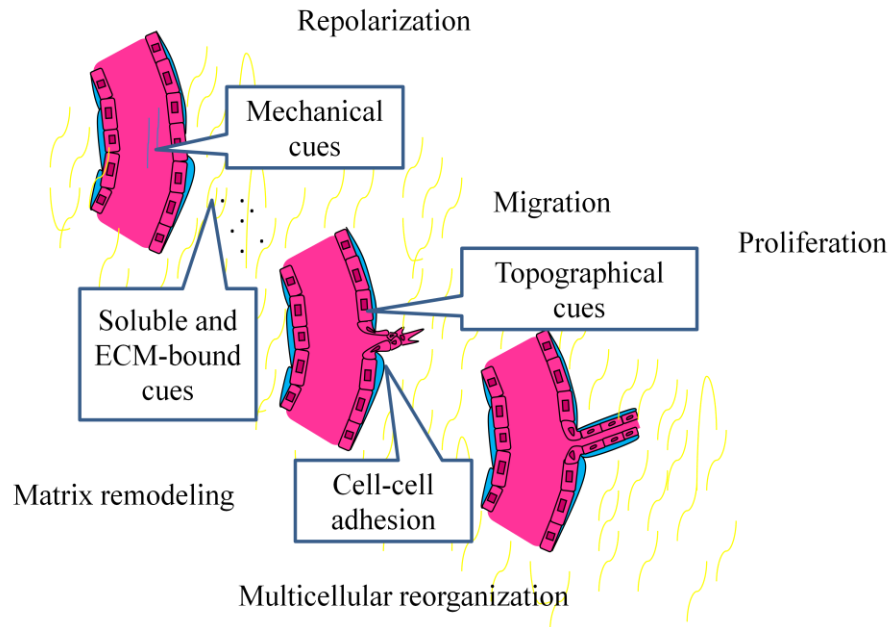 Repolarization
Mechanical
cues
Migration
Proliferation
Topographical
cues
Soluble and
ECM-bound
cues
Matrix remodeling
Cell-cell
adhesion
Multicellular reorganization